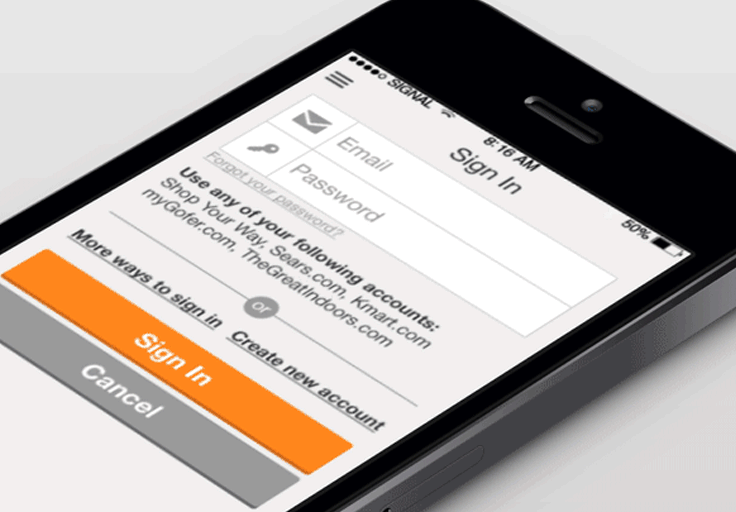 SIGNAL 8:16 AM 50%
Sign In
Email
Password
Forgot your password?
Use any of your following accounts:
Shop Your Way, Sears.com, Kmart.com
myGofer.com, TheGreatIndoors.com
or
More ways to sign in Create new account
Sign In
Cancel